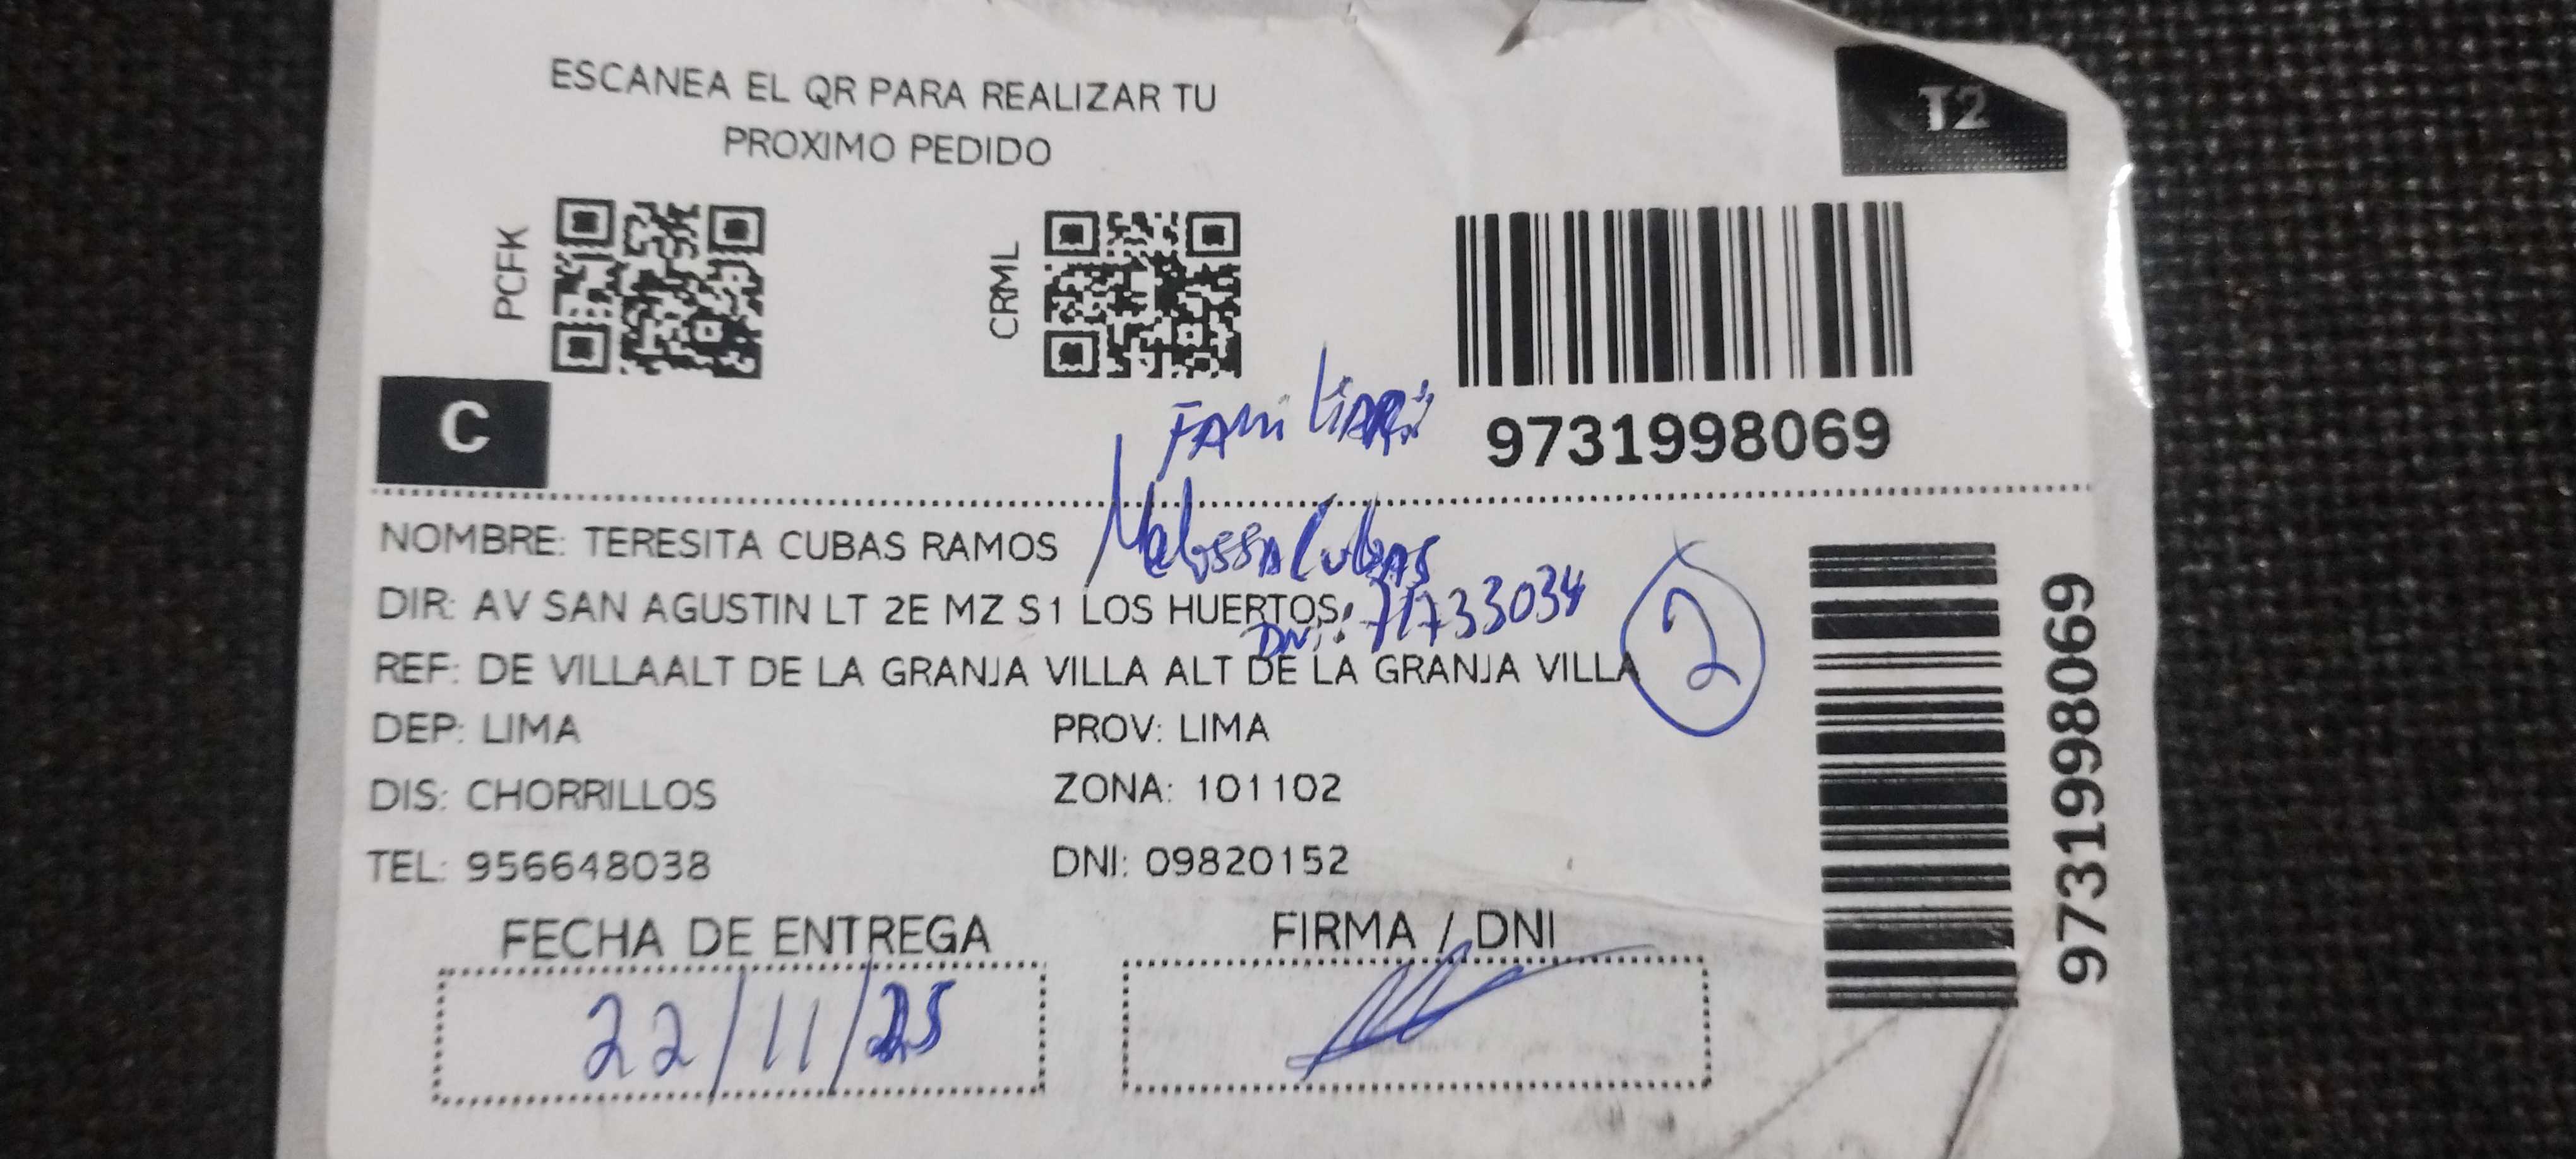 ESCANEA EL QR PARA REALIZAR TU
PROXIMO PEDIDO
T2
PCFK
CRML
C
9731998069
FAmiLiAR
NOMBRE: TERESITA CUBAS RAMOS
Melissa Cubas
DIR: AV SAN AGUSTIN LT 2E MZ S1 LOS HUERTOS
DNI: 71733034
REF: DE VILLAALT DE LA GRANJA VILLA ALT DE LA GRANJA VILLA
2
DEP: LIMA PROV: LIMA
DIS: CHORRILLOS ZONA: 101102
TEL: 956648038 DNI: 09820152
9731998069
FECHA DE ENTREGA FIRMA / DNI
22/11/25